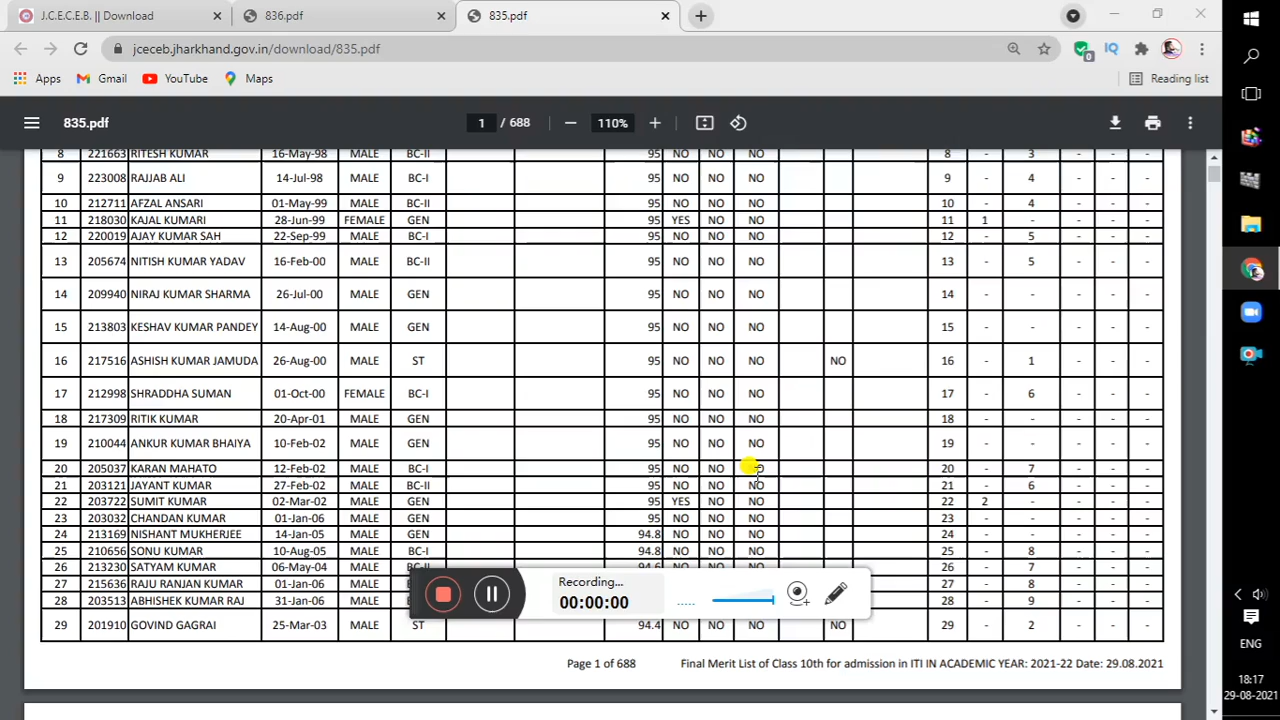 J.C.E.C.E.B. || Download
836.pdf
835.pdf
jceceb.jharkhand.gov.in/download/835.pdf
0
IQ
Apps
Gmail
YouTube
Maps
Reading list
835.pdf
1 / 688
110%
8 221663 RITESH KUMAR 16-May-98 MALE BC-II 95 NO NO NO 8 - 3 - - -
9 223008 RAJJAB ALI 14-Jul-98 MALE BC-I 95 NO NO NO 9 - 4 - - -
10 212711 AFZAL ANSARI 01-May-99 MALE BC-II 95 NO NO NO 10 - 4 - - -
11 218030 KAJAL KUMARI 28-Jun-99 FEMALE GEN 95 YES NO NO 11 1 - - - -
12 220019 AJAY KUMAR SAH 22-Sep-99 MALE BC-I 95 NO NO NO 12 - 5 - - -
13 205674 NITISH KUMAR YADAV 16-Feb-00 MALE BC-II 95 NO NO NO 13 - 5 - - -
14 209940 NIRAJ KUMAR SHARMA 26-Jul-00 MALE GEN 95 NO NO NO 14 - - - - -
15 213803 KESHAV KUMAR PANDEY 14-Aug-00 MALE GEN 95 NO NO NO 15 - - - - -
16 217516 ASHISH KUMAR JAMUDA 26-Aug-00 MALE ST 95 NO NO NO NO 16 - 1 - - -
17 212998 SHRADDHA SUMAN 01-Oct-00 FEMALE BC-I 95 NO NO NO 17 - 6 - - -
18 217309 RITIK KUMAR 20-Apr-01 MALE GEN 95 NO NO NO 18 - - - - -
19 210044 ANKUR KUMAR BHAIYA 10-Feb-02 MALE GEN 95 NO NO NO 19 - - - - -
20 205037 KARAN MAHATO 12-Feb-02 MALE BC-I 95 NO NO 20 - 7 - - -
21 203121 JAYANT KUMAR 27-Feb-02 MALE BC-II 95 NO NO NO 21 - 6 - - -
22 203722 SUMIT KUMAR 02-Mar-02 MALE GEN 95 YES NO NO 22 2 - - - -
23 203032 CHANDAN KUMAR 01-Jan-06 MALE GEN 95 NO NO NO 23 - - - - -
24 213169 NISHANT MUKHERJEE 14-Jan-05 MALE GEN 94.8 NO NO NO 24 - - - - -
25 210656 SONU KUMAR 10-Aug-05 MALE BC-I 94.8 NO NO NO 25 - 8 - - -
26 213230 SATYAM KUMAR 06-May-04 MALE 94.6 NO NO NO 26 - 7 - - -
27 215636 RAJU RANJAN KUMAR 01-Jan-06 MALE 27 - 8 - - -
28 203513 ABHISHEK KUMAR RAJ 31-Jan-06 MALE 28 - 9 - - -
29 201910 GOVIND GAGRAI 25-Mar-03 MALE ST 94.4 NO NO NO NO 29 - 2 - - -
Recording...
00:00:00
Page 1 of 688 Final Merit List of Class 10th for admission in ITI IN ACADEMIC YEAR: 2021-22 Date: 29.08.2021
ENG
18:17
29-08-2021